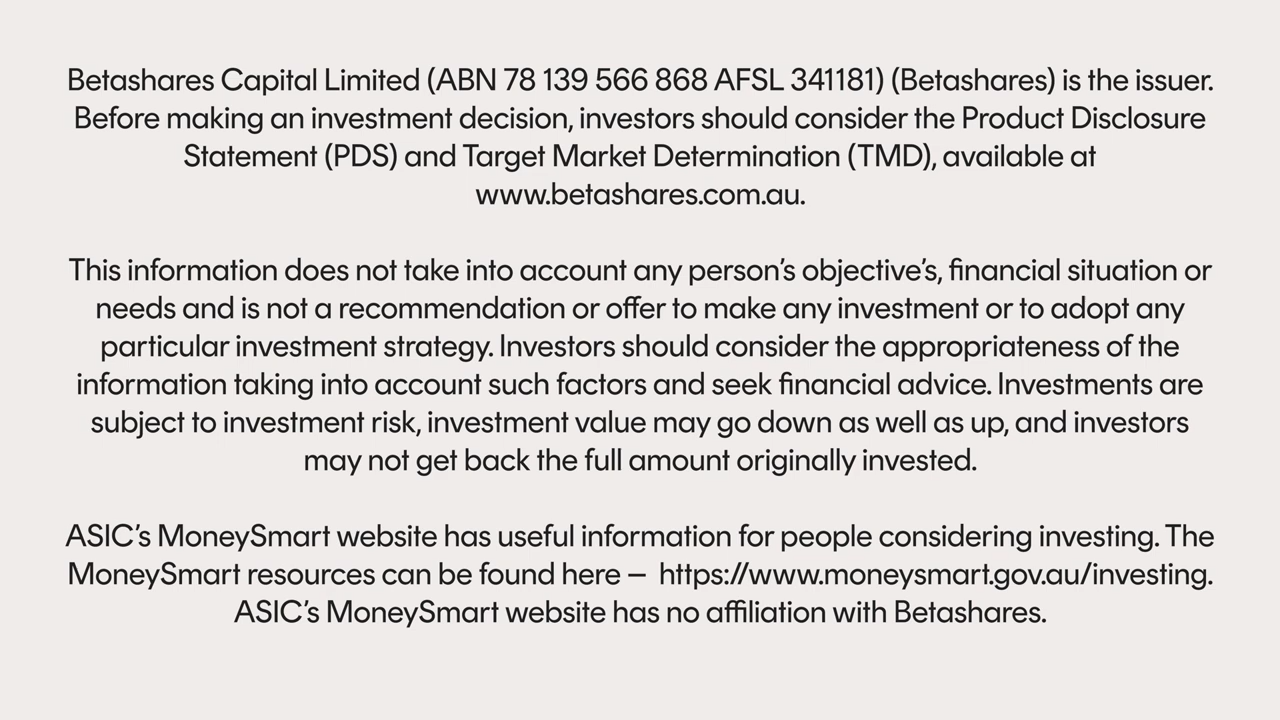 Betashares Capital Limited (ABN 78 139 566 868 AFSL 341181) (Betashares) is the issuer.
Before making an investment decision, investors should consider the Product Disclosure
Statement (PDS) and Target Market Determination (TMD), available at
www.betashares.com.au.
This information does not take into account any person’s objective’s, financial situation or
needs and is not a recommendation or offer to make any investment or to adopt any
particular investment strategy. Investors should consider the appropriateness of the
information taking into account such factors and seek financial advice. Investments are
subject to investment risk, investment value may go down as well as up, and investors
may not get back the full amount originally invested.
ASIC’s MoneySmart website has useful information for people considering investing. The
MoneySmart resources can be found here – https://www.moneysmart.gov.au/investing.
ASIC’s MoneySmart website has no affiliation with Betashares.